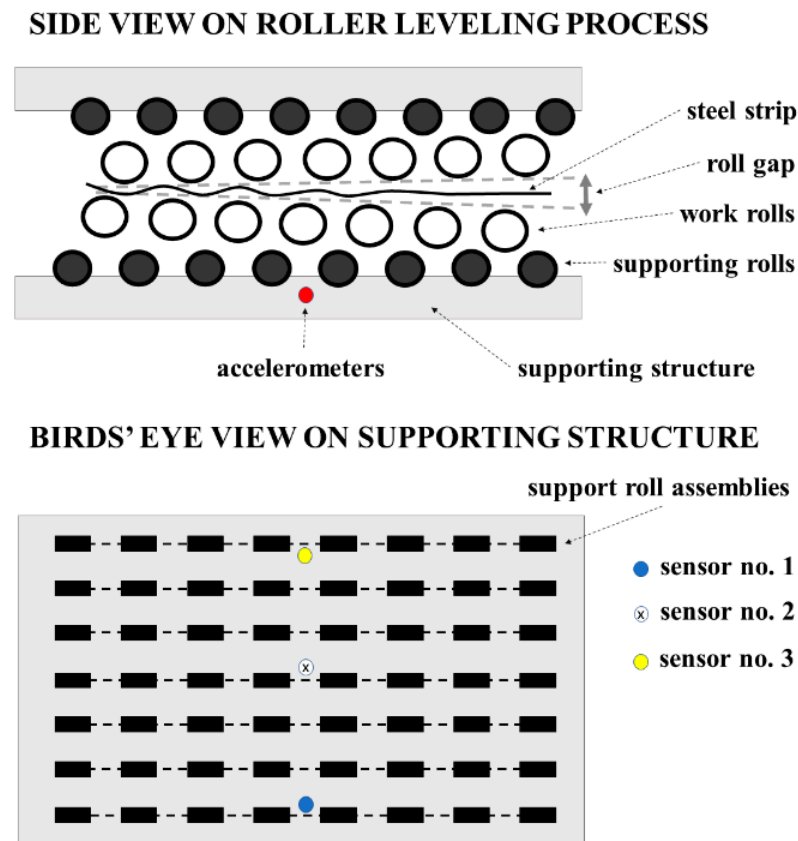 SIDE VIEW ON ROLLER LEVELING PROCESS
steel strip
roll gap
work rolls
supporting rolls
accelerometers
supporting structure
BIRDS’ EYE VIEW ON SUPPORTING STRUCTURE
support roll assemblies
sensor no. 1
x sensor no. 2
x
sensor no. 3